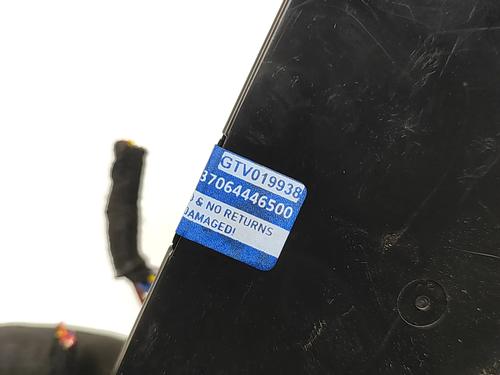 GTV019938
37064446500
& NO RETURNS
DAMAGED!